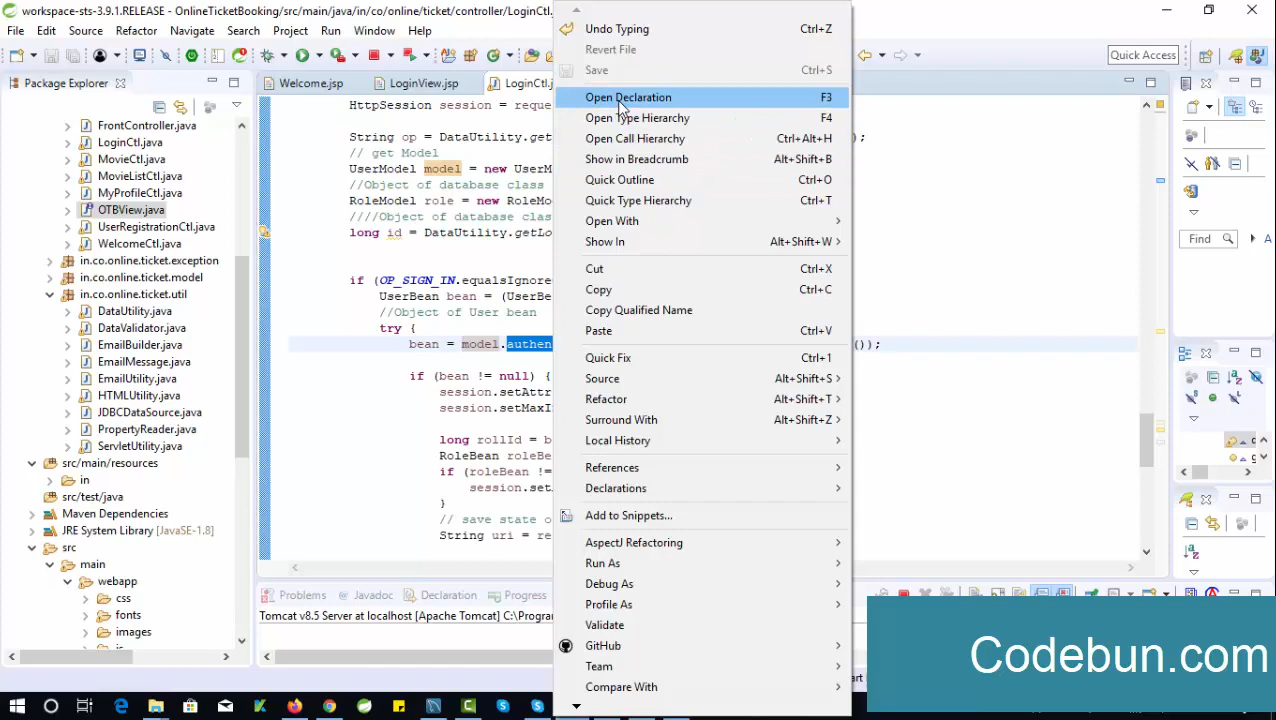 workspace-sts-3.9.1.RELEASE - OnlineTicketBooking/src/main/java/in/co/online/ticket/controller/LoginCtl.
File Edit Source Refactor Navigate Search Project Run Window Help
Quick Access
Package Explorer
Welcome.jsp LoginView.jsp LoginCtl.j
FrontController.java
LoginCtl.java
MovieCtl.java
MovieListCtl.java
MyProfileCtl.java
OTBView.java
UserRegistrationCtl.java
WelcomeCtl.java
in.co.online.ticket.exception
in.co.online.ticket.model
in.co.online.ticket.util
DataUtility.java
DataValidator.java
EmailBuilder.java
EmailMessage.java
EmailUtility.java
HTMLUtility.java
JDBCDataSource.java
PropertyReader.java
ServletUtility.java
src/main/resources
in
src/test/java
Maven Dependencies
JRE System Library [JavaSE-1.8]
src
main
webapp
css
fonts
images
HttpSession session = reque
String op = DataUtility.get );
// get Model
UserModel model = new UserM
//Object of database class
RoleModel role = new RoleMo
////Object of database clas
long id = DataUtility.getLo
if (OP_SIGN_IN.equalsIgnore
UserBean bean = (UserBe
//Object of User bean
try {
bean = model.authen ());
if (bean != null) {
session.setAttr
session.setMaxI
long rollId = b
RoleBean roleBe
if (roleBean !=
session.set
}
// save state o
String uri = re
Undo Typing Ctrl+Z
Revert File
Save Ctrl+S
Open Declaration F3
Open Type Hierarchy F4
Open Call Hierarchy Ctrl+Alt+H
Show in Breadcrumb Alt+Shift+B
Quick Outline Ctrl+O
Quick Type Hierarchy Ctrl+T
Open With
Show In Alt+Shift+W
Cut Ctrl+X
Copy Ctrl+C
Copy Qualified Name
Paste Ctrl+V
Quick Fix Ctrl+1
Source Alt+Shift+S
Refactor Alt+Shift+T
Surround With Alt+Shift+Z
Local History
References
Declarations
Add to Snippets...
AspectJ Refactoring
Run As
Debug As
Profile As
Validate
GitHub
Team
Compare With
Find A
Problems Javadoc Declaration Progress
Tomcat v8.5 Server at localhost [Apache Tomcat] C:\Progran
Codebun.com